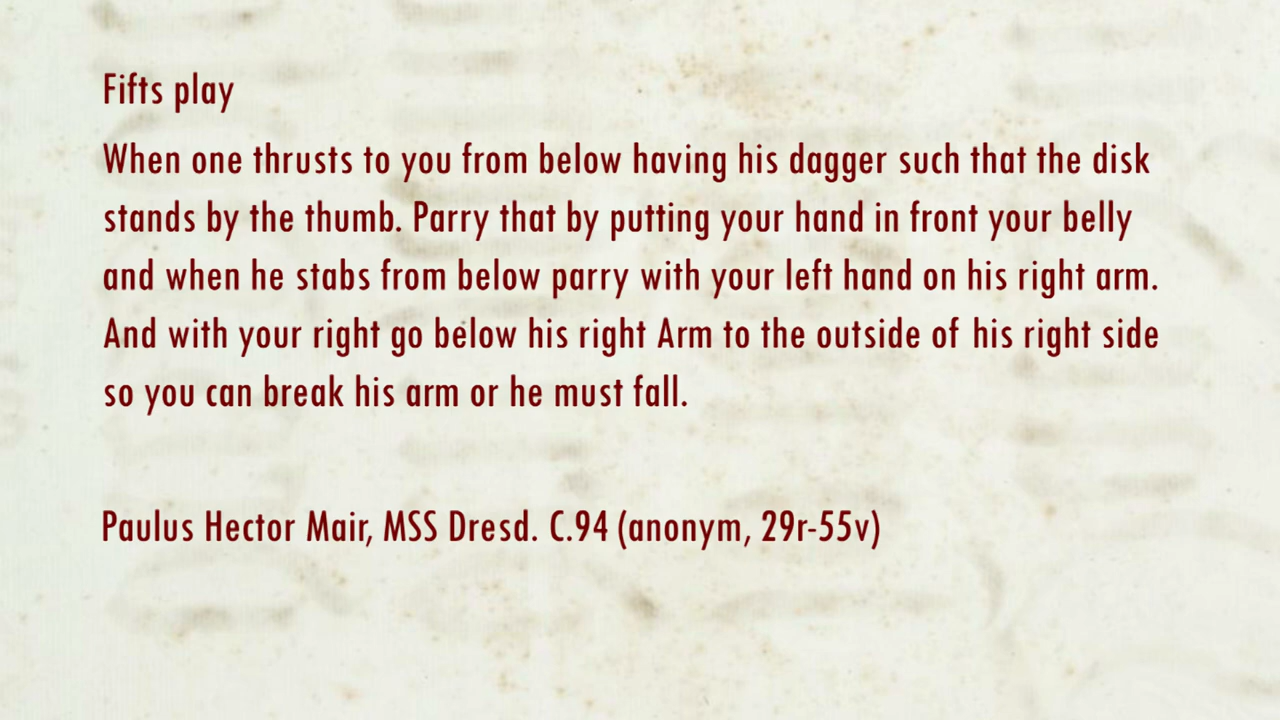 Fifts play
When one thrusts to you from below having his dagger such that the disk
stands by the thumb. Parry that by putting your hand in front your belly
and when he stabs from below parry with your left hand on his right arm.
And with your right go below his right Arm to the outside of his right side
so you can break his arm or he must fall.
Paulus Hector Mair, MSS Dresd. C.94 (anonym, 29r-55v)